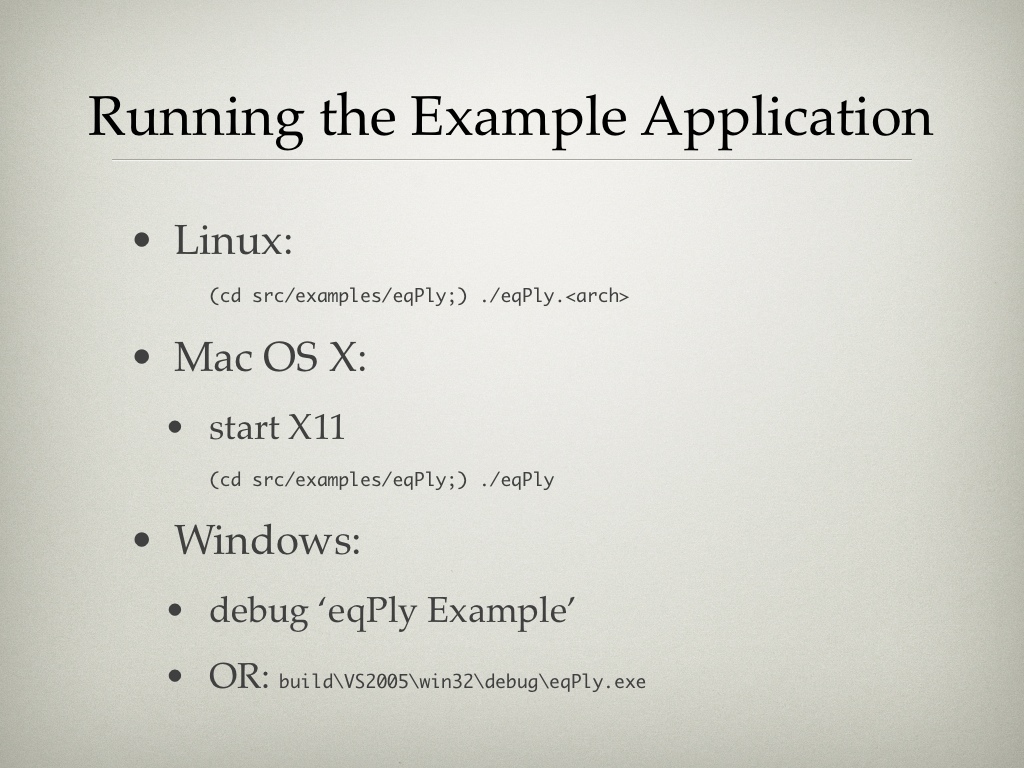 Running the Example Application
• Linux:
(cd src/examples/eqPly;) ./eqPly.<arch>
• Mac OS X:
• start X11
(cd src/examples/eqPly;) ./eqPly
• Windows:
• debug ‘eqPly Example’
• OR: build\VS2005\win32\debug\eqPly.exe